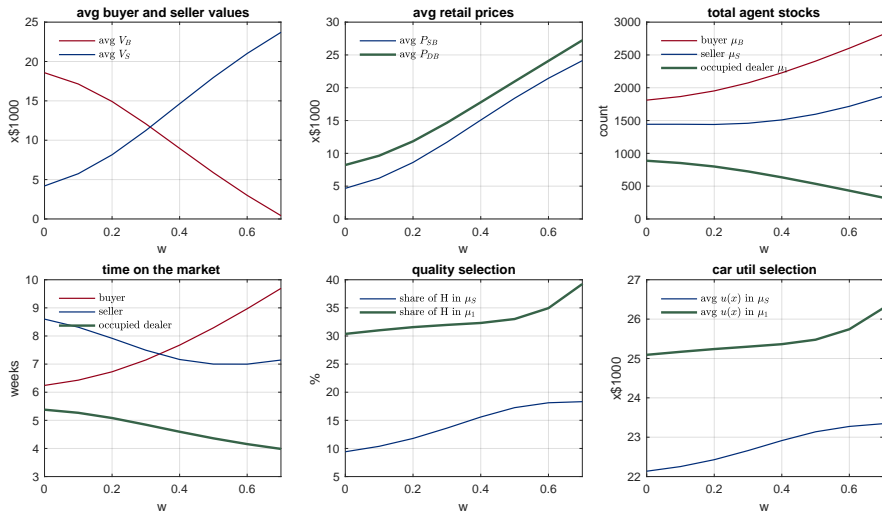 avg buyer and seller values
25
20
15
10
5
0
x$1000
avg V_B
avg V_S
0 0.2 0.4 0.6
w
avg retail prices
35
30
25
20
15
10
5
0
x$1000
avg P_SB
avg P_DB
0 0.2 0.4 0.6
w
total agent stocks
3000
2500
2000
1500
1000
500
0
count
buyer μ_B
seller μ_S
occupied dealer μ_1
0 0.2 0.4 0.6
w
time on the market
10
9
8
7
6
5
4
3
weeks
buyer
seller
occupied dealer
0 0.2 0.4 0.6
w
quality selection
40
35
30
25
20
15
10
5
%
share of H in μ_S
share of H in μ_1
0 0.2 0.4 0.6
w
car util selection
27
26
25
24
23
22
x$1000
avg u(x) in μ_S
avg u(x) in μ_1
0 0.2 0.4 0.6
w